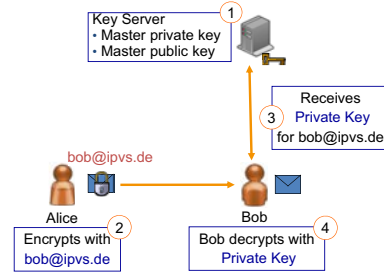 1
Key Server
• Master private key
• Master public key
Receives
3
Private Key
for bob@ipvs.de
bob@ipvs.de
Alice
Bob
2
Encrypts with
bob@ipvs.de
4
Bob decrypts with
Private Key